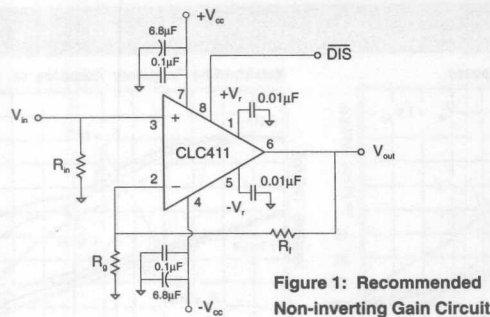 +Vcc
6.8µF
0.1µF
DIS
7
8
Vin
+Vr
0.01µF
3
+
1
CLC411
6
Vout
Rin
2
−
5
0.01µF
4
-Vr
Rf
Rg
0.1µF
6.8µF
-Vcc
Figure 1: Recommended
Non-inverting Gain Circuit